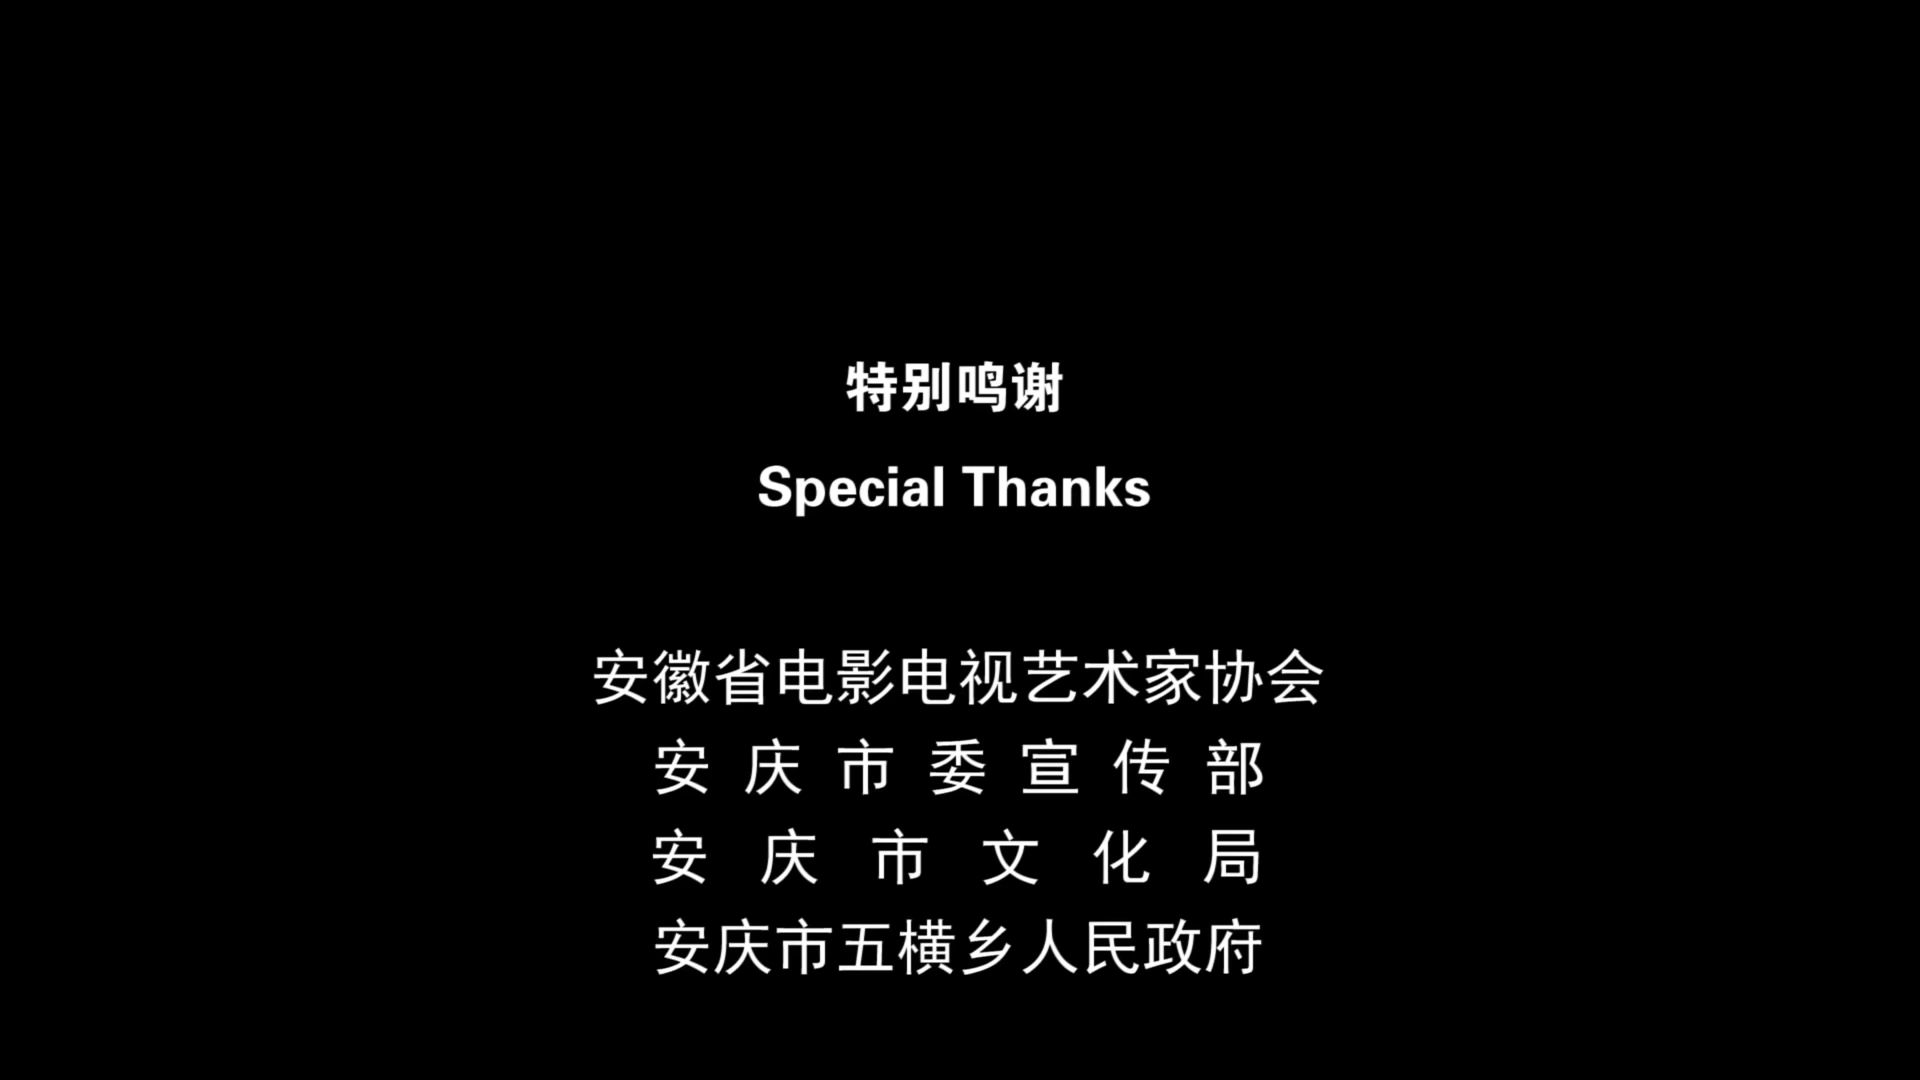 特别鸣谢
Special Thanks
安徽省电影电视艺术家协会
安庆市委宣传部
安庆市文化局
安庆市五横乡人民政府